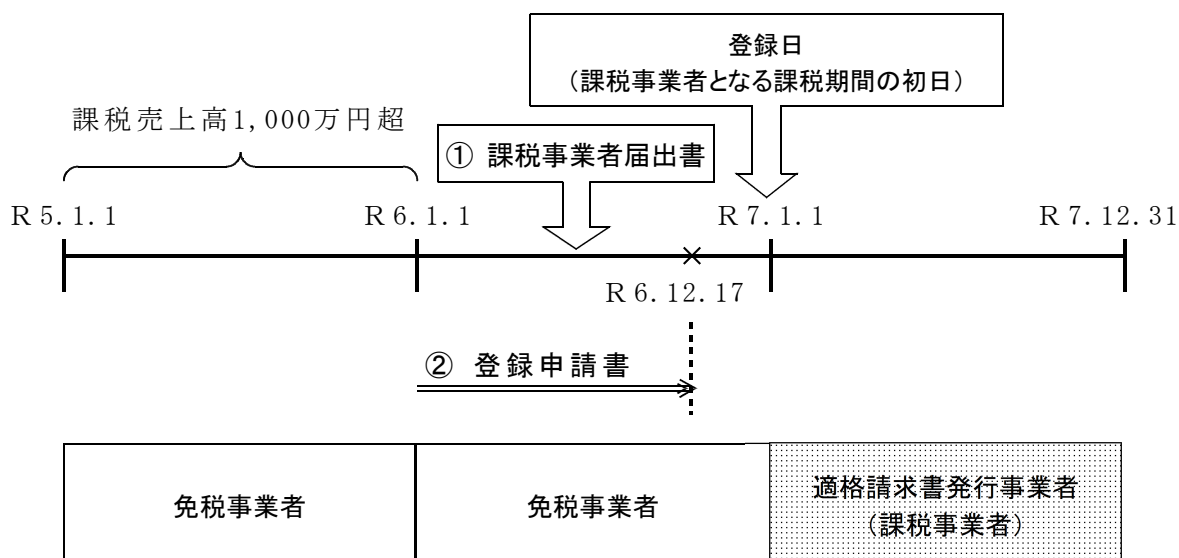 登録日
（課税事業者となる課税期間の初日）
課税売上高1,000万円超
① 課税事業者届出書
R5.1.1
R6.1.1
R7.1.1
R7.12.31
R6.12.17
② 登録申請書
免税事業者
免税事業者
適格請求書発行事業者
（課税事業者）